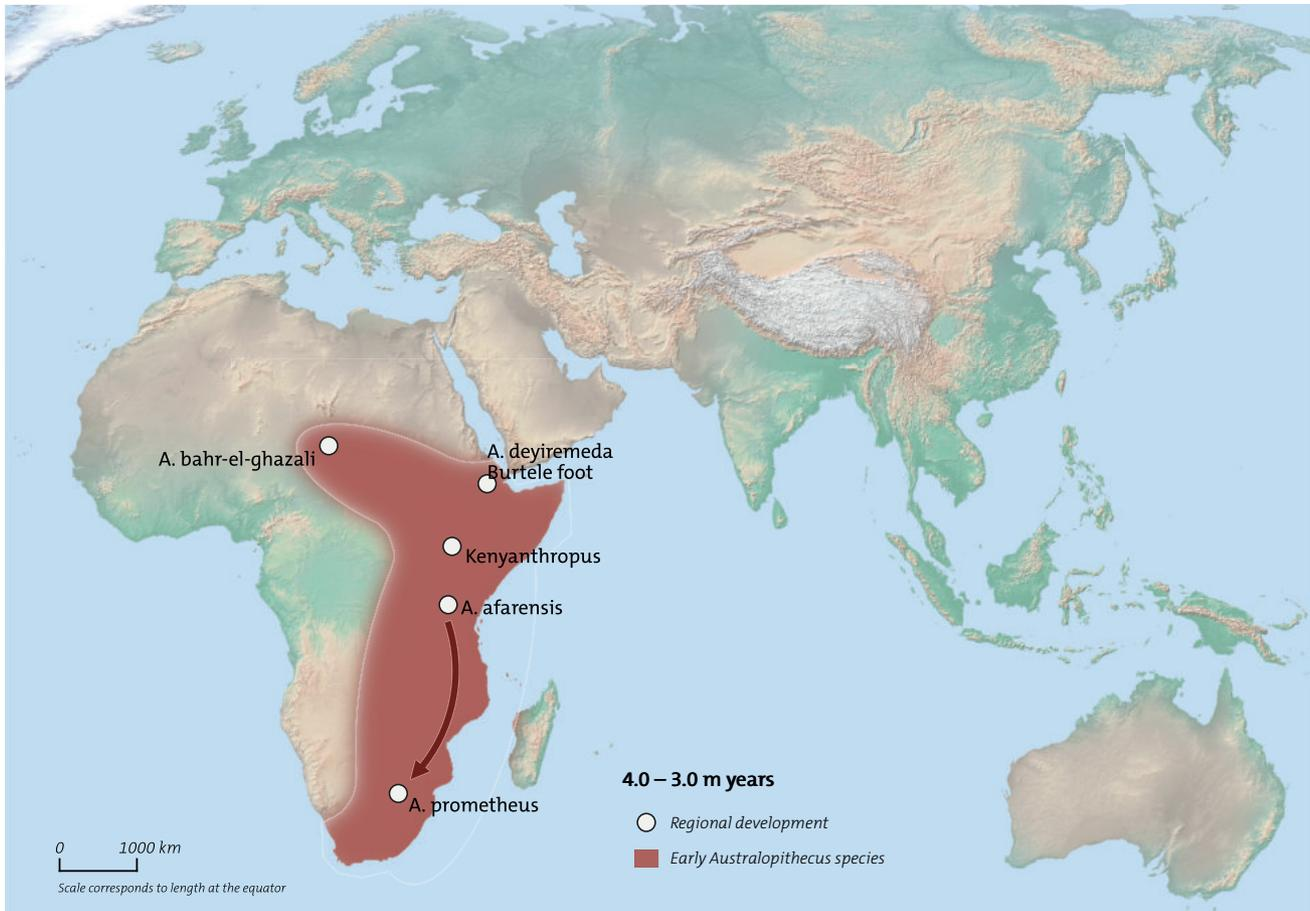 A. bahr-el-ghazali
A. deyiremeda
Burtele foot
Kenyanthropus
A. afarensis
A. prometheus
4.0 – 3.0 m years
Regional development
Early Australopithecus species
0 1000 km
Scale corresponds to length at the equator